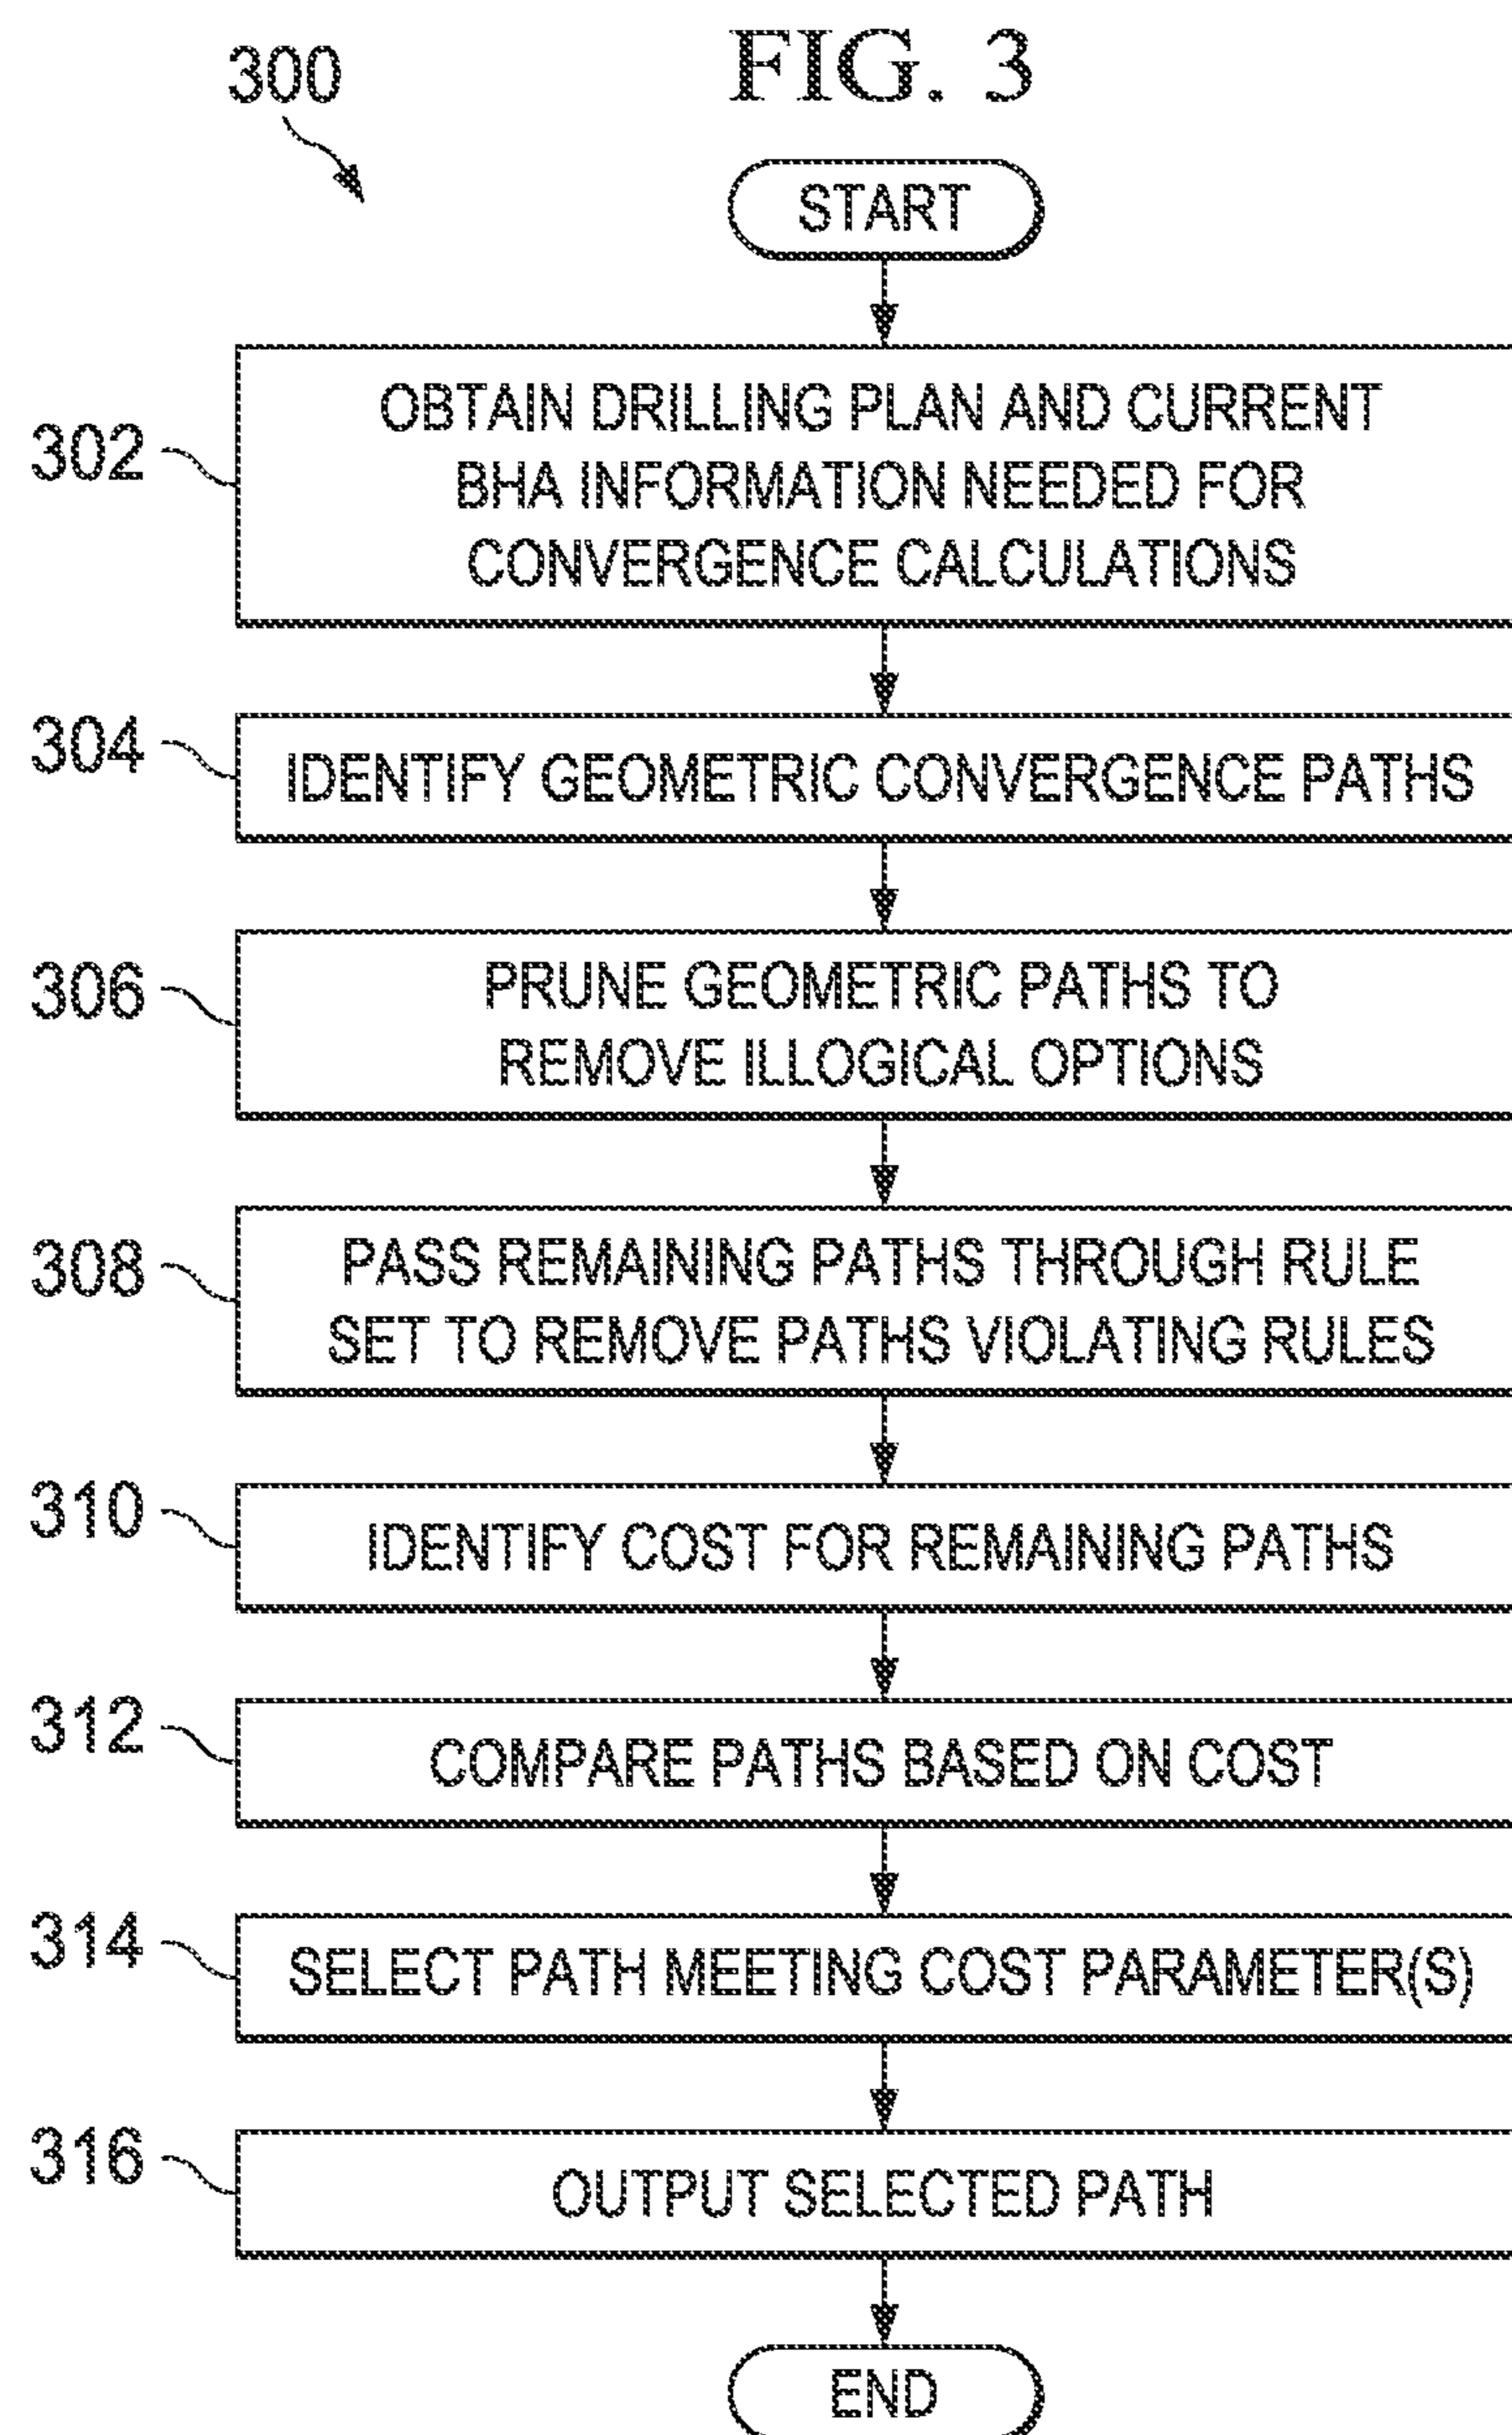 300
FIG. 3
START
302
OBTAIN DRILLING PLAN AND CURRENT
BHA INFORMATION NEEDED FOR
CONVERGENCE CALCULATIONS
304
IDENTIFY GEOMETRIC CONVERGENCE PATHS
306
PRUNE GEOMETRIC PATHS TO
REMOVE ILLOGICAL OPTIONS
308
PASS REMAINING PATHS THROUGH RULE
SET TO REMOVE PATHS VIOLATING RULES
310
IDENTIFY COST FOR REMAINING PATHS
312
COMPARE PATHS BASED ON COST
314
SELECT PATH MEETING COST PARAMETER(S)
316
OUTPUT SELECTED PATH
END